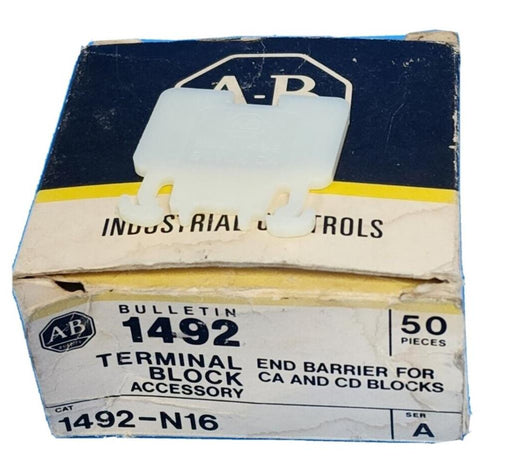 A-B
INDUSTRIAL CONTROLS
A-B
BULLETIN
1492
TERMINAL
BLOCK
ACCESSORY
END BARRIER FOR
CA AND CD BLOCKS
50
PIECES
CAT
1492-N16
SER
A